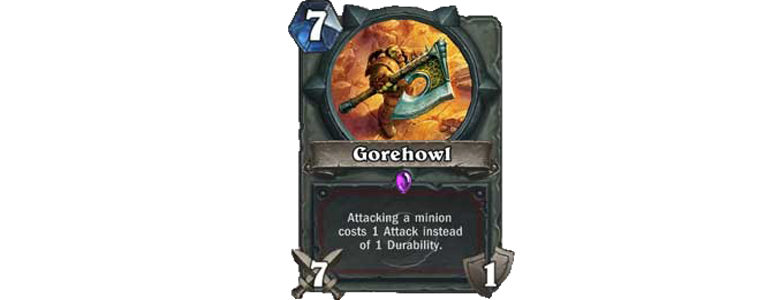 7
Gorehowl
Attacking a minion
costs 1 Attack instead
of 1 Durability.
7
1